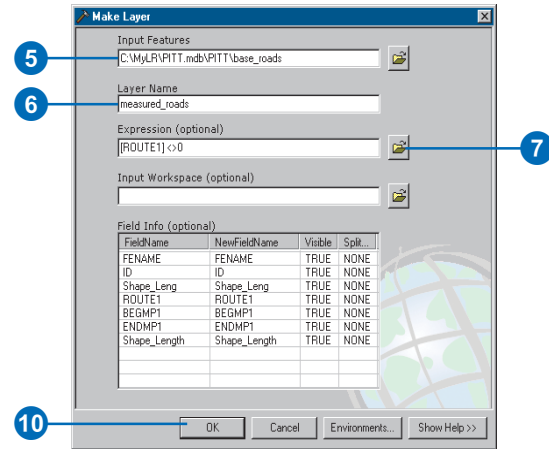 Make Layer
Input Features
5
C:\MyLR\PITT.mdb\PITT\base_roads
Layer Name
6
measured_roads
Expression (optional)
[ROUTE1] <>0
7
Input Workspace (optional)
Field Info (optional)
FieldName NewFieldName Visible Split...
FENAME FENAME TRUE NONE
ID ID TRUE NONE
Shape_Leng Shape_Leng TRUE NONE
ROUTE1 ROUTE1 TRUE NONE
BEGMP1 BEGMP1 TRUE NONE
ENDMP1 ENDMP1 TRUE NONE
Shape_Length Shape_Length TRUE NONE
10
OK Cancel Environments... Show Help >>